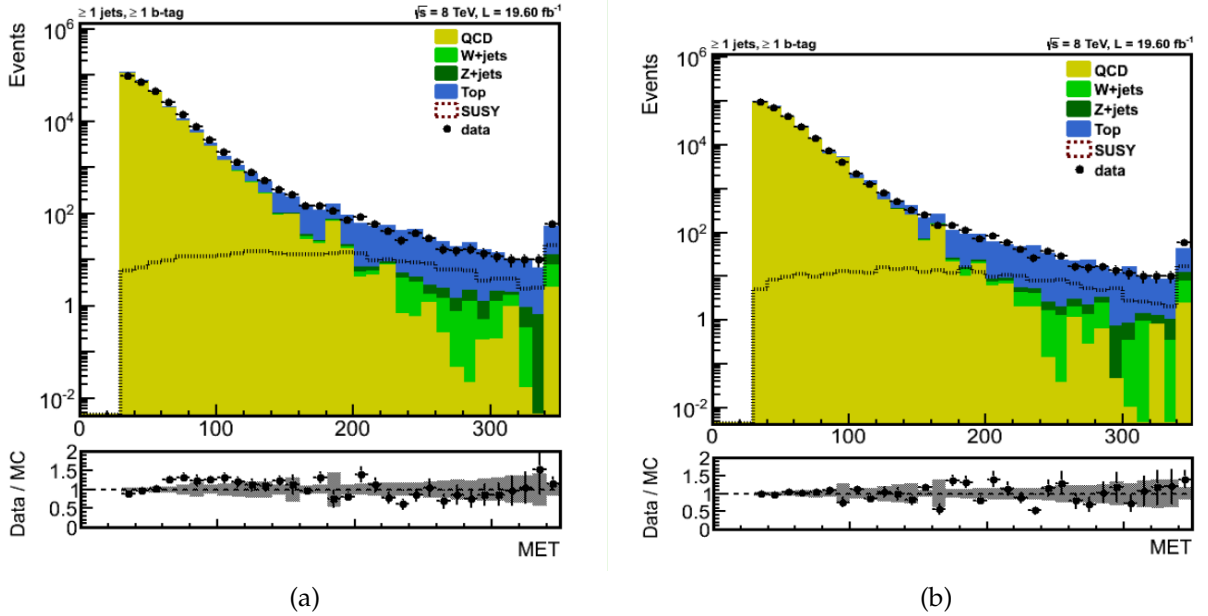 ≥ 1 jets, ≥ 1 b-tag √s = 8 TeV, L = 19.60 fb⁻¹
Events
10⁶
10⁴
10²
1
10⁻²
QCD
W+jets
Z+jets
Top
SUSY
data
0 100 200 300
Data / MC
2
1.5
1
0.5
0
MET
(a)
≥ 1 jets, ≥ 1 b-tag √s = 8 TeV, L = 19.60 fb⁻¹
Events
10⁶
10⁴
10²
1
10⁻²
QCD
W+jets
Z+jets
Top
SUSY
data
0 100 200 300
Data / MC
2
1.5
1
0.5
0
MET
(b)